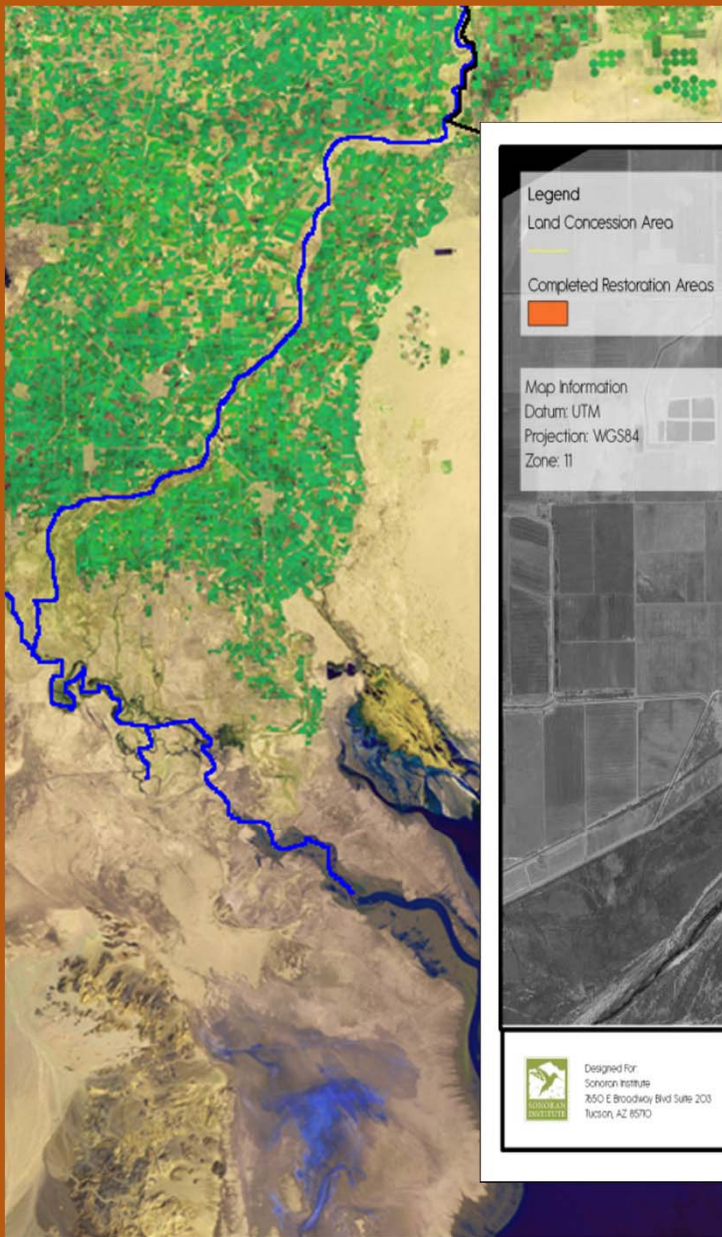 Legend
Land Concession Area
Completed Restoration Areas
Map Information
Datum: UTM
Projection: WGS84
Zone: 11
SONORAN
INSTITUTE
Designed For:
Sonoran Institute
7650 E Broadway Blvd Suite 203
Tucson, AZ 85710